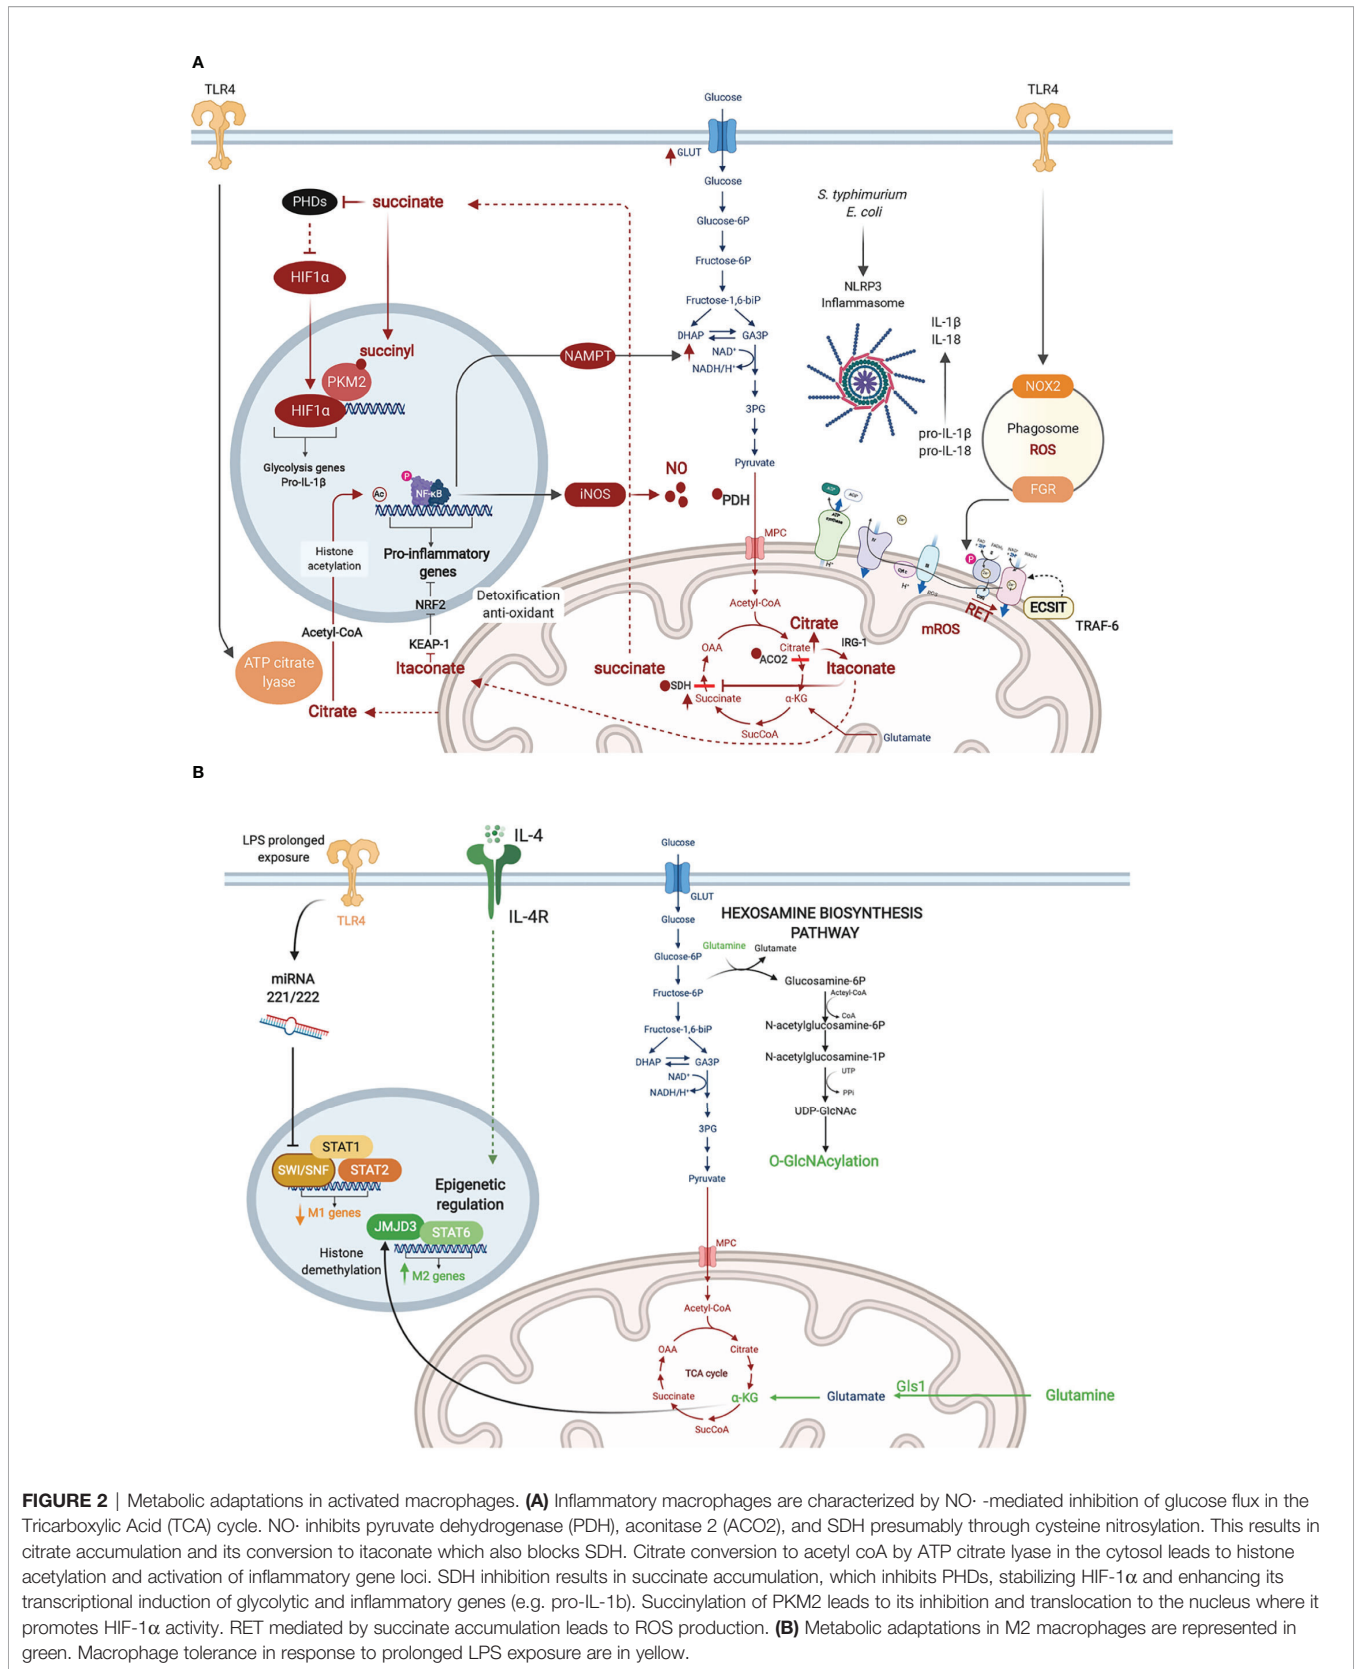 A
TLR4
Glucose
TLR4
GLUT
Glucose
PHDs
succinate
S. typhimurium
E. coli
Glucose-6P
Fructose-6P
HIF1α
NLRP3
Inflammasome
Fructose-1,6-biP
IL-1β
IL-18
DHAP
GA3P
succinyl
NAMPT
NAD⁺
NADH/H⁺
PKM2
NOX2
HIF1α
3PG
Phagosome
ROS
pro-IL-1β
pro-IL-18
Glycolysis genes
Pro-IL-1β
Pyruvate
NO
P
Ac
NF-κB
iNOS
PDH
FGR
ATP
ADP
ATP
synthase
MPC
Histone
acetylation
Pro-inflammatory
genes
H⁺
H⁺
P
NRF2
Detoxification
anti-oxidant
Acetyl-CoA
RET
ECSIT
TRAF-6
mROS
Citrate
Acetyl-CoA
KEAP-1
OAA
Citrate
IRG-1
ACO2
ATP citrate
lyase
Itaconate
succinate
Itaconate
SDH
Succinate
α-KG
Citrate
SucCoA
Glutamate
B
LPS prolonged
exposure
IL-4
Glucose
TLR4
IL-4R
GLUT
Glucose
HEXOSAMINE BIOSYNTHESIS
PATHWAY
Glutamine
Glutamate
Glucose-6P
miRNA
221/222
Glucosamine-6P
Fructose-6P
Acteyl-CoA
CoA
N-acetylglucosamine-6P
Fructose-1,6-biP
N-acetylglucosamine-1P
DHAP
GA3P
UTP
NAD⁺
NADH/H⁺
PPi
UDP-GlcNAc
3PG
STAT1
O-GlcNAcylation
SWI/SNF
STAT2
Pyruvate
Epigenetic
regulation
M1 genes
JMJD3
STAT6
MPC
Histone
demethylation
M2 genes
Acetyl-CoA
OAA
Citrate
TCA cycle
Succinate
α-KG
Glutamate
Gls1
Glutamine
SucCoA
FIGURE 2 | Metabolic adaptations in activated macrophages. (A) Inflammatory macrophages are characterized by NO· -mediated inhibition of glucose flux in the
Tricarboxylic Acid (TCA) cycle. NO· inhibits pyruvate dehydrogenase (PDH), aconitase 2 (ACO2), and SDH presumably through cysteine nitrosylation. This results in
citrate accumulation and its conversion to itaconate which also blocks SDH. Citrate conversion to acetyl coA by ATP citrate lyase in the cytosol leads to histone
acetylation and activation of inflammatory gene loci. SDH inhibition results in succinate accumulation, which inhibits PHDs, stabilizing HIF-1α and enhancing its
transcriptional induction of glycolytic and inflammatory genes (e.g. pro-IL-1b). Succinylation of PKM2 leads to its inhibition and translocation to the nucleus where it
promotes HIF-1α activity. RET mediated by succinate accumulation leads to ROS production. (B) Metabolic adaptations in M2 macrophages are represented in
green. Macrophage tolerance in response to prolonged LPS exposure are in yellow.